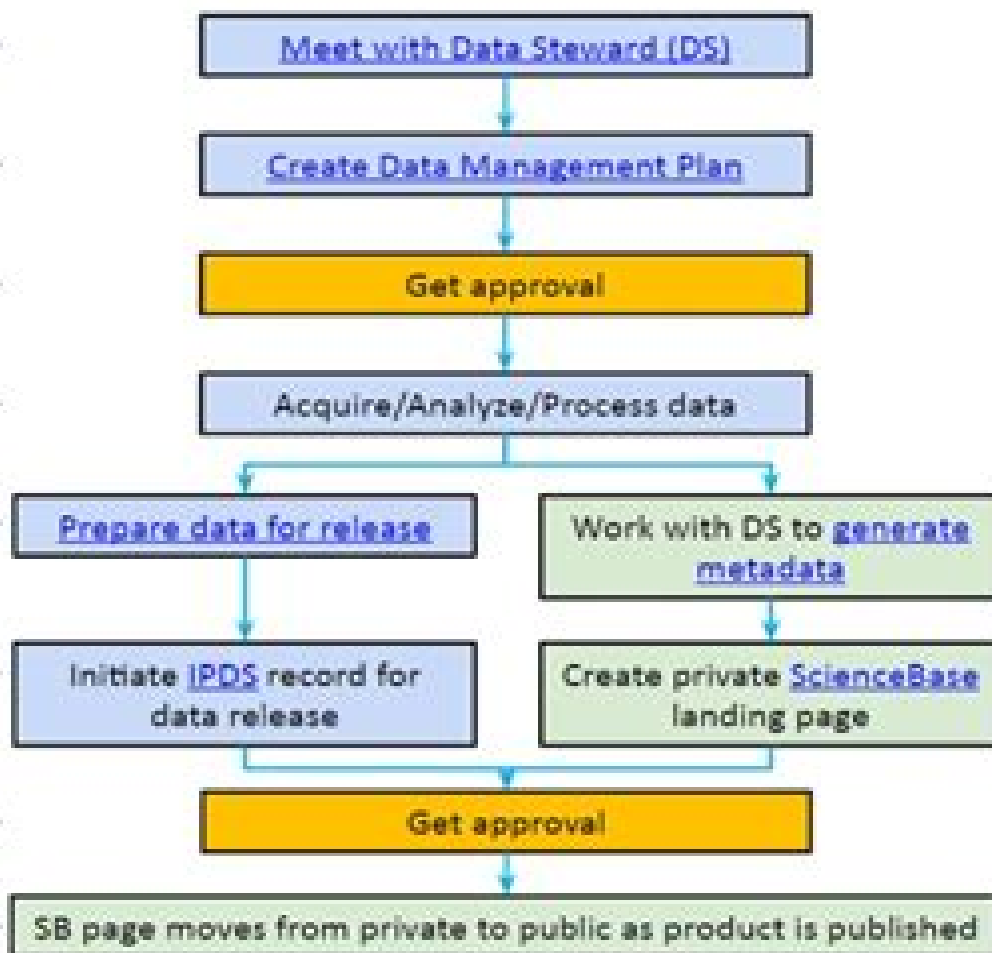 Meet with Data Steward (DS)
Create Data Management Plan
Get approval
Acquire/Analyze/Process data
Prepare data for release
Work with DS to generate
metadata
Initiate IPDS record for
data release
Create private ScienceBase
landing page
Get approval
SB page moves from private to public as product is published